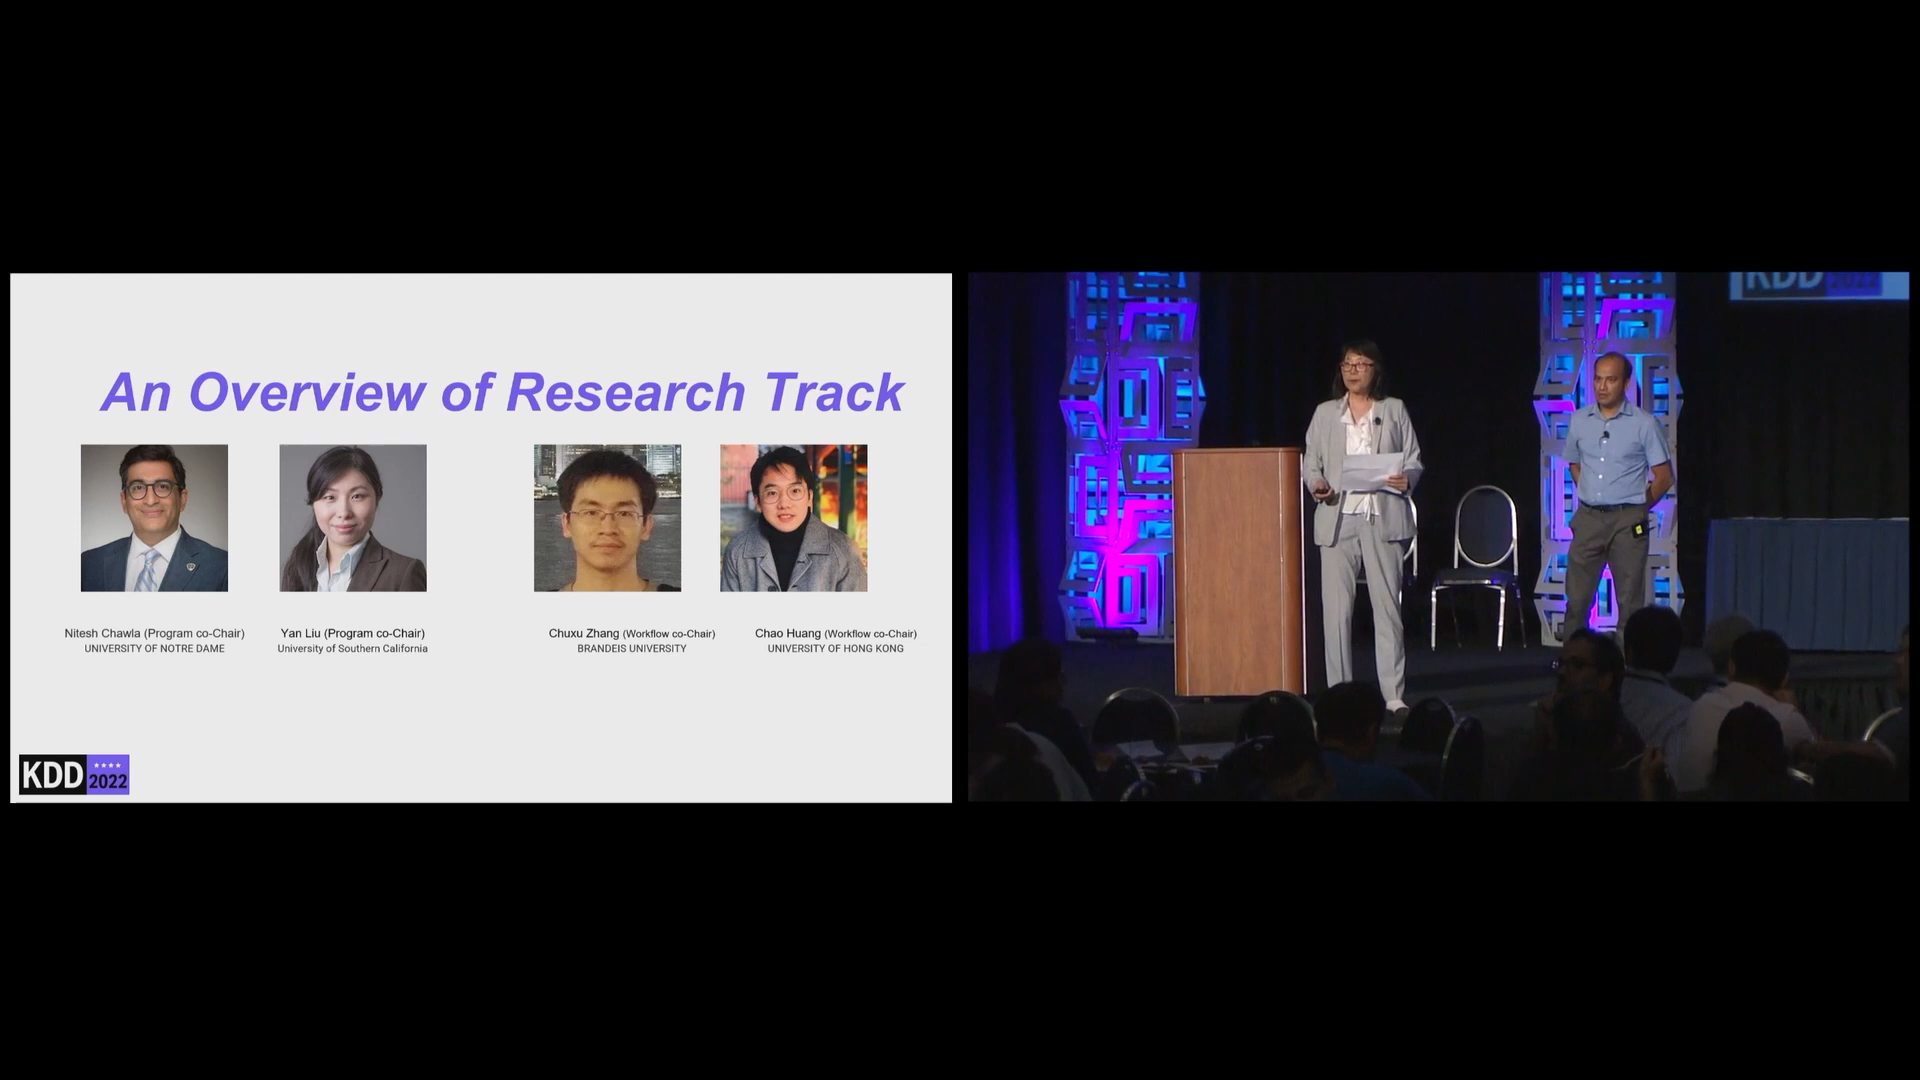 An Overview of Research Track
Nitesh Chawla (Program co-Chair)
UNIVERSITY OF NOTRE DAME
Yan Liu (Program co-Chair)
University of Southern California
Chuxu Zhang (Workflow co-Chair)
BRANDEIS UNIVERSITY
Chao Huang (Workflow co-Chair)
UNIVERSITY OF HONG KONG
KDD 2022
KDD 2022